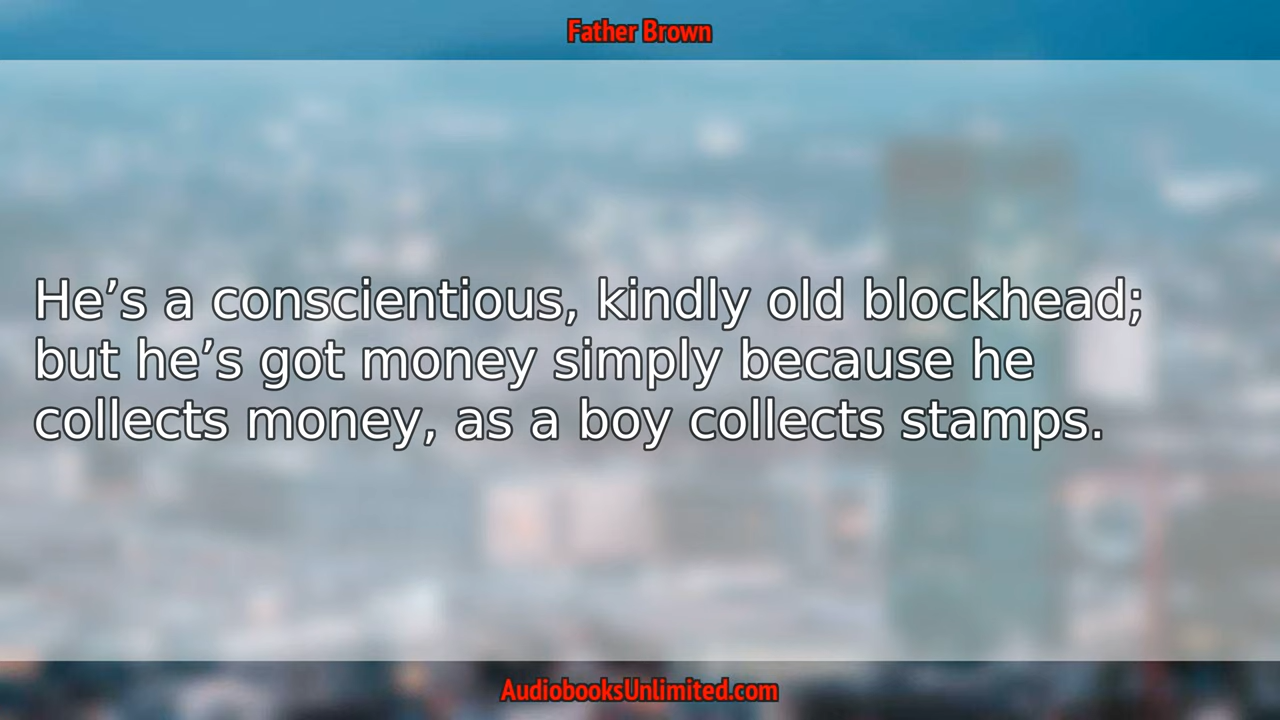 Father Brown
He’s a conscientious, kindly old blockhead;
but he’s got money simply because he
collects money, as a boy collects stamps.
AudiobooksUnlimited.com